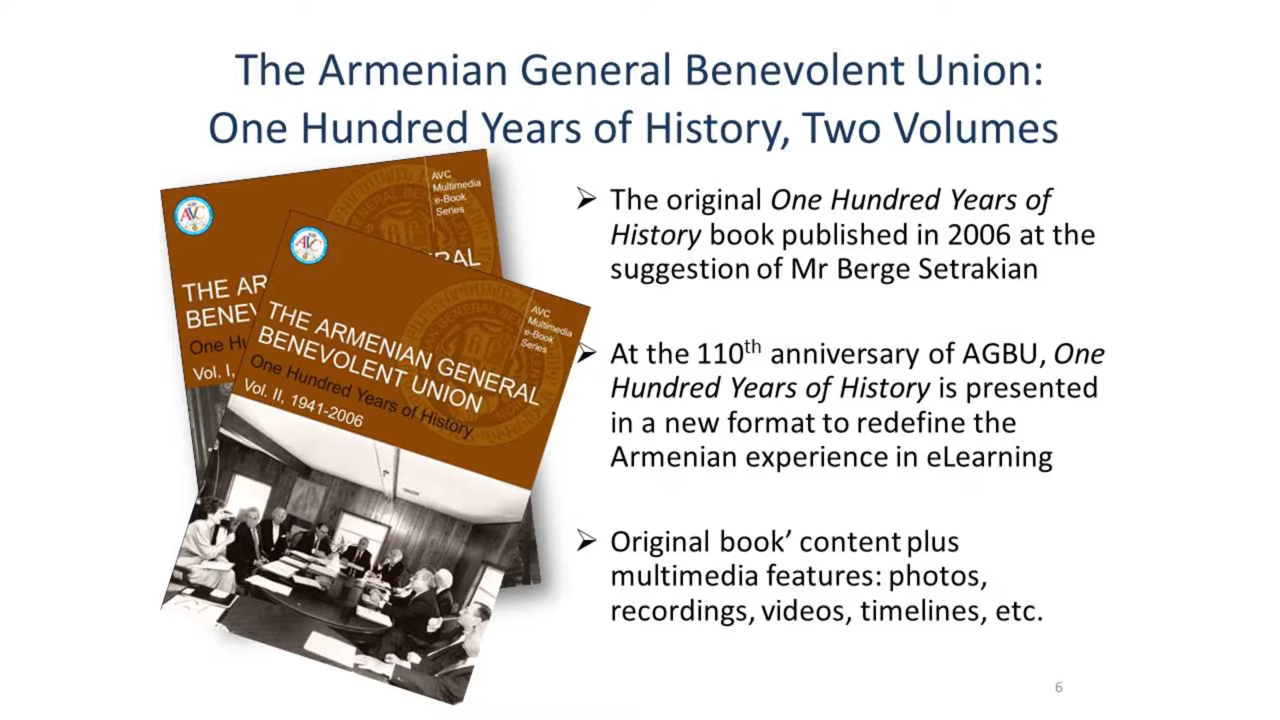 The Armenian General Benevolent Union:
One Hundred Years of History, Two Volumes
AVC
Multimedia
e-Book
Series
AVC
THE AR
BENEV
One Hu
Vol. I,
RAL
AVC
AVC
Multimedia
e-Book
Series
THE ARMENIAN GENERAL
BENEVOLENT UNION
One Hundred Years of History
Vol. II, 1941-2006
➢ The original One Hundred Years of
History book published in 2006 at the
suggestion of Mr Berge Setrakian
➢ At the 110th anniversary of AGBU, One
Hundred Years of History is presented
in a new format to redefine the
Armenian experience in eLearning
➢ Original book’ content plus
multimedia features: photos,
recordings, videos, timelines, etc.
6